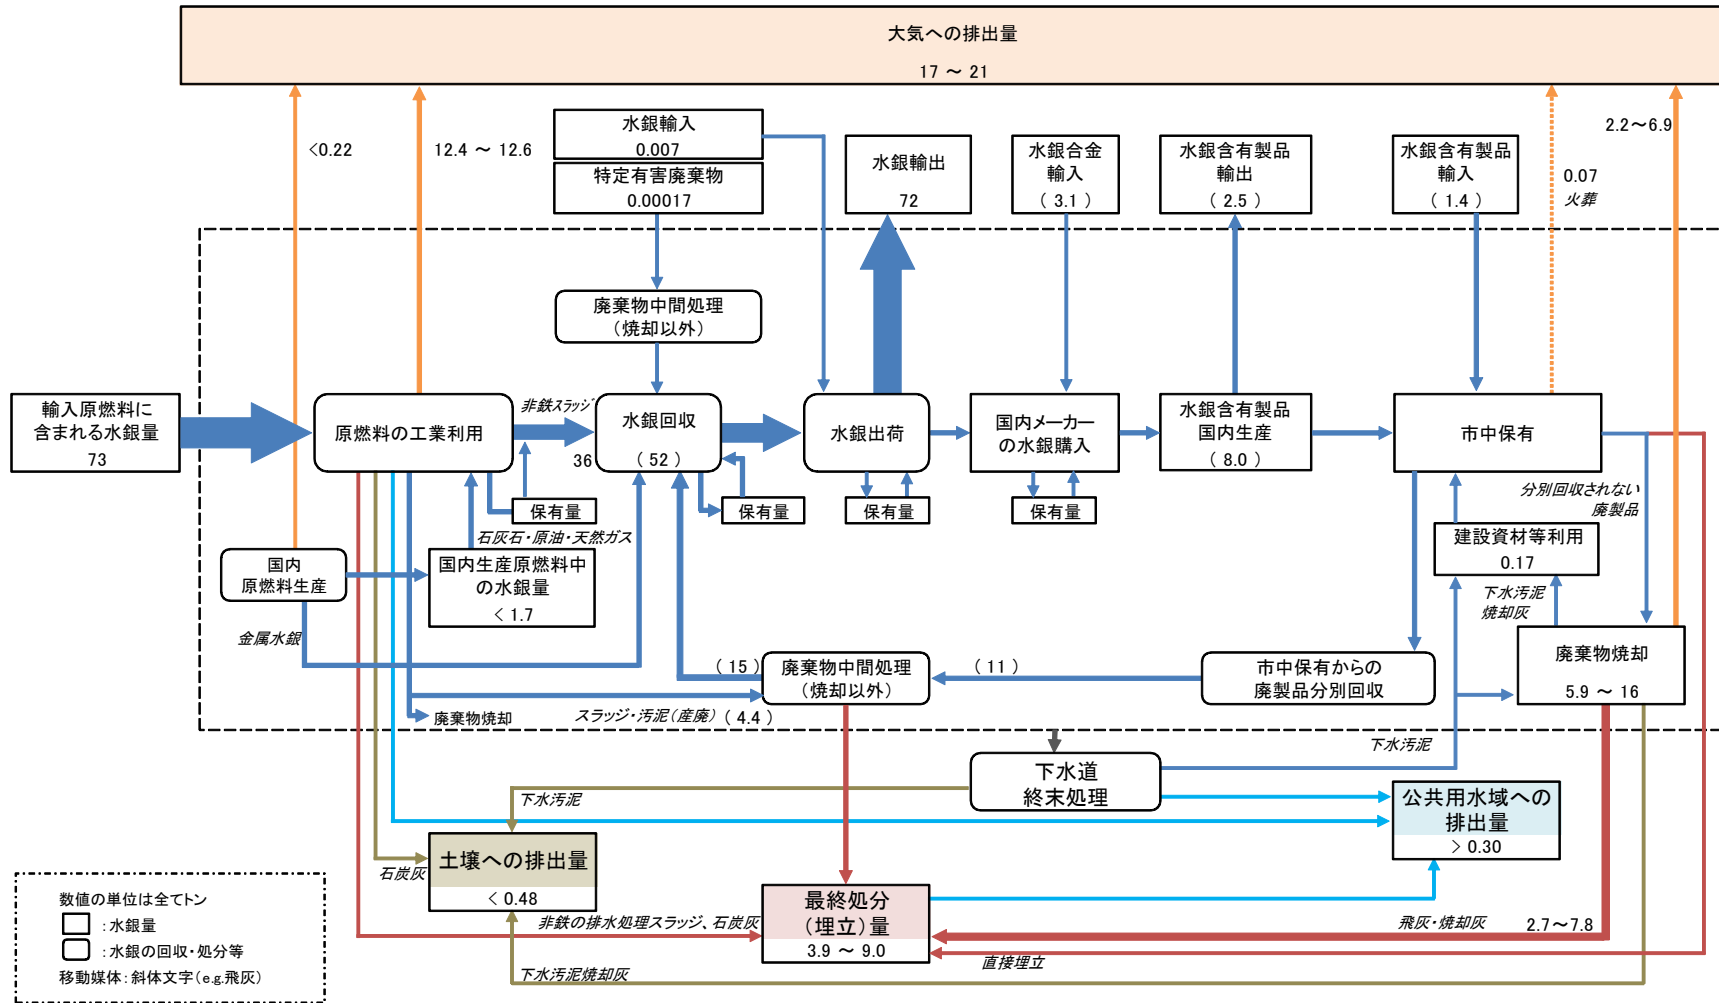 大気への排出量
17 ～ 21
<0.22
12.4 ～ 12.6
水銀輸入
0.007
特定有害廃棄物
0.00017
水銀輸出
72
水銀合金
輸入
( 3.1 )
水銀含有製品
輸出
( 2.5 )
水銀含有製品
輸入
( 1.4 )
0.07
火葬
2.2～6.9
廃棄物中間処理
(焼却以外)
輸入原燃料に
含まれる水銀量
73
原燃料の工業利用
非鉄スラッジ
36
水銀回収
( 52 )
水銀出荷
国内メーカー
の水銀購入
水銀含有製品
国内生産
( 8.0 )
市中保有
保有量
保有量
保有量
保有量
分別回収されない
廃製品
石灰石・原油・天然ガス
国内
原燃料生産
国内生産原燃料中
の水銀量
< 1.7
建設資材等利用
0.17
下水汚泥
焼却灰
金属水銀
( 15 )
廃棄物中間処理
(焼却以外)
( 11 )
市中保有からの
廃製品分別回収
廃棄物焼却
5.9 ～ 16
廃棄物焼却
スラッジ・汚泥(産廃)
( 4.4 )
下水汚泥
下水道
終末処理
下水汚泥
公共用水域への
排出量
> 0.30
土壌への排出量
< 0.48
石炭灰
最終処分
(埋立)量
3.9 ～ 9.0
非鉄の排水処理スラッジ、石炭灰
飛灰・焼却灰
2.7～7.8
直接埋立
下水汚泥焼却灰
数値の単位は全てトン
:水銀量
:水銀の回収・処分等
移動媒体:斜体文字(e.g.飛灰)